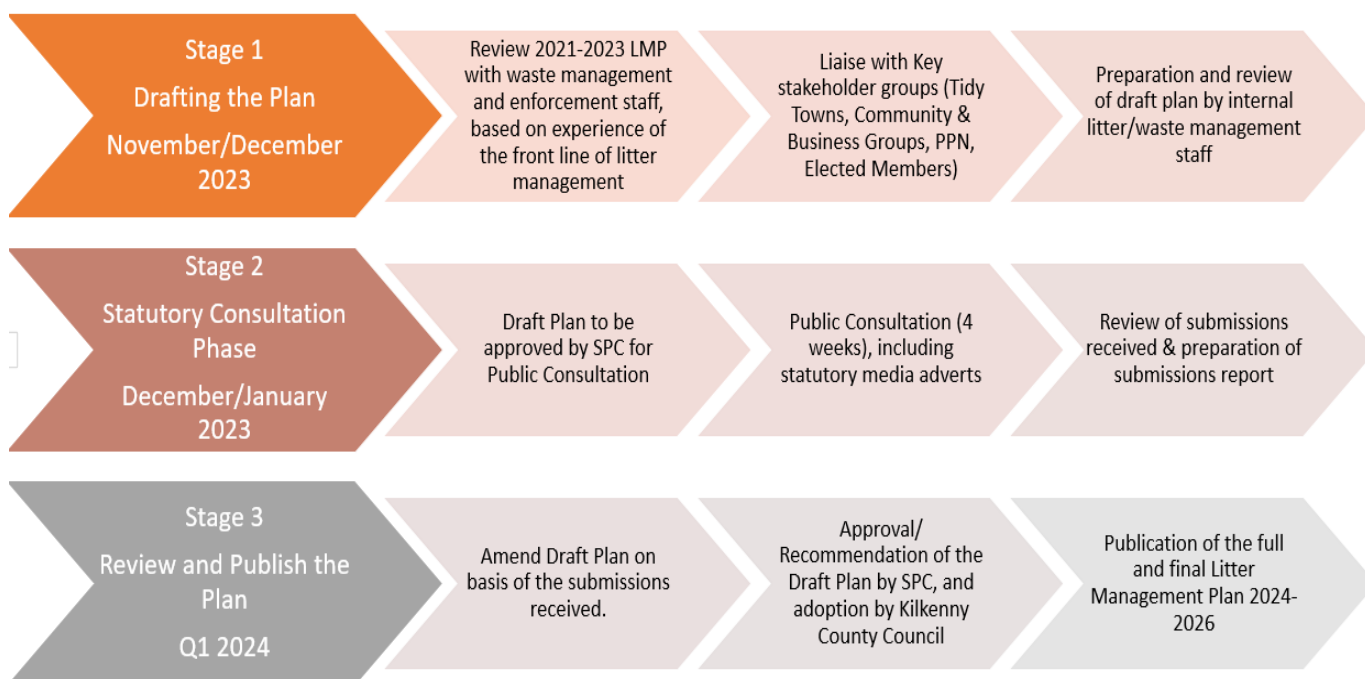 Stage 1
Drafting the Plan
November/December
2023
Review 2021-2023 LMP
with waste management
and enforcement staff,
based on experience of
the front line of litter
management
Liaise with Key
stakeholder groups (Tidy
Towns, Community &
Business Groups, PPN,
Elected Members)
Preparation and review
of draft plan by internal
litter/waste management
staff
Stage 2
Statutory Consultation
Phase
December/January
2023
Draft Plan to be
approved by SPC for
Public Consultation
Public Consultation (4
weeks), including
statutory media adverts
Review of submissions
received & preparation of
submissions report
Stage 3
Review and Publish the
Plan
Q1 2024
Amend Draft Plan on
basis of the submissions
received.
Approval/
Recommendation of the
Draft Plan by SPC, and
adoption by Kilkenny
County Council
Publication of the full
and final Litter
Management Plan 2024-
2026